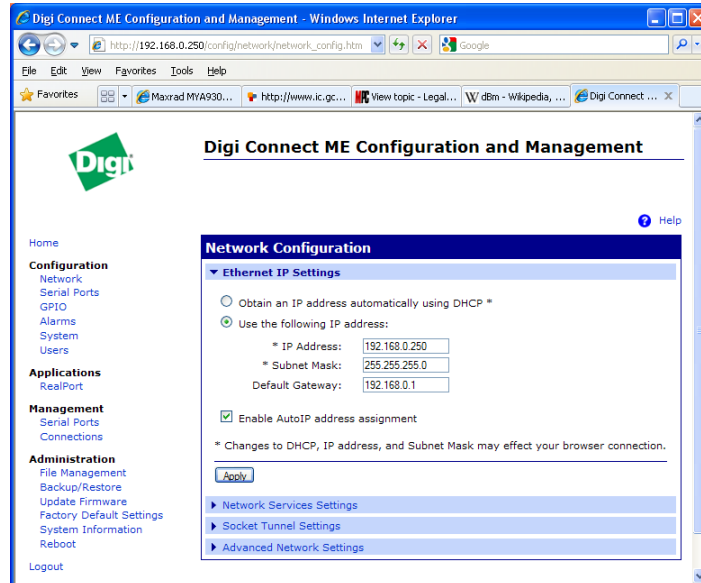 Digi Connect ME Configuration and Management - Windows Internet Explorer
http://192.168.0.250/config/network/network_config.htm
Google
File Edit View Favorites Tools Help
Favorites
Maxrad MYA930...
http://www.ic.gc...
View topic - Legal...
W dBm - Wikipedia, ...
Digi Connect ...
Digi
Digi Connect ME Configuration and Management
Help
Home
Configuration
Network
Serial Ports
GPIO
Alarms
System
Users
Applications
RealPort
Management
Serial Ports
Connections
Administration
File Management
Backup/Restore
Update Firmware
Factory Default Settings
System Information
Reboot
Logout
Network Configuration
Ethernet IP Settings
Obtain an IP address automatically using DHCP *
Use the following IP address:
* IP Address: 192.168.0.250
* Subnet Mask: 255.255.255.0
Default Gateway: 192.168.0.1
Enable AutoIP address assignment
* Changes to DHCP, IP address, and Subnet Mask may effect your browser connection.
Apply
Network Services Settings
Socket Tunnel Settings
Advanced Network Settings